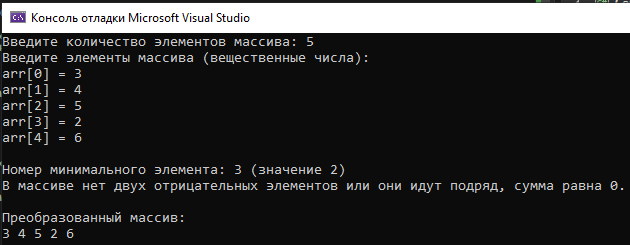 Консоль отладки Microsoft Visual Studio
Введите количество элементов массива: 5
Введите элементы массива (вещественные числа):
arr[0] = 3
arr[1] = 4
arr[2] = 5
arr[3] = 2
arr[4] = 6
Номер минимального элемента: 3 (значение 2)
В массиве нет двух отрицательных элементов или они идут подряд, сумма равна 0.
Преобразованный массив:
3 4 5 2 6